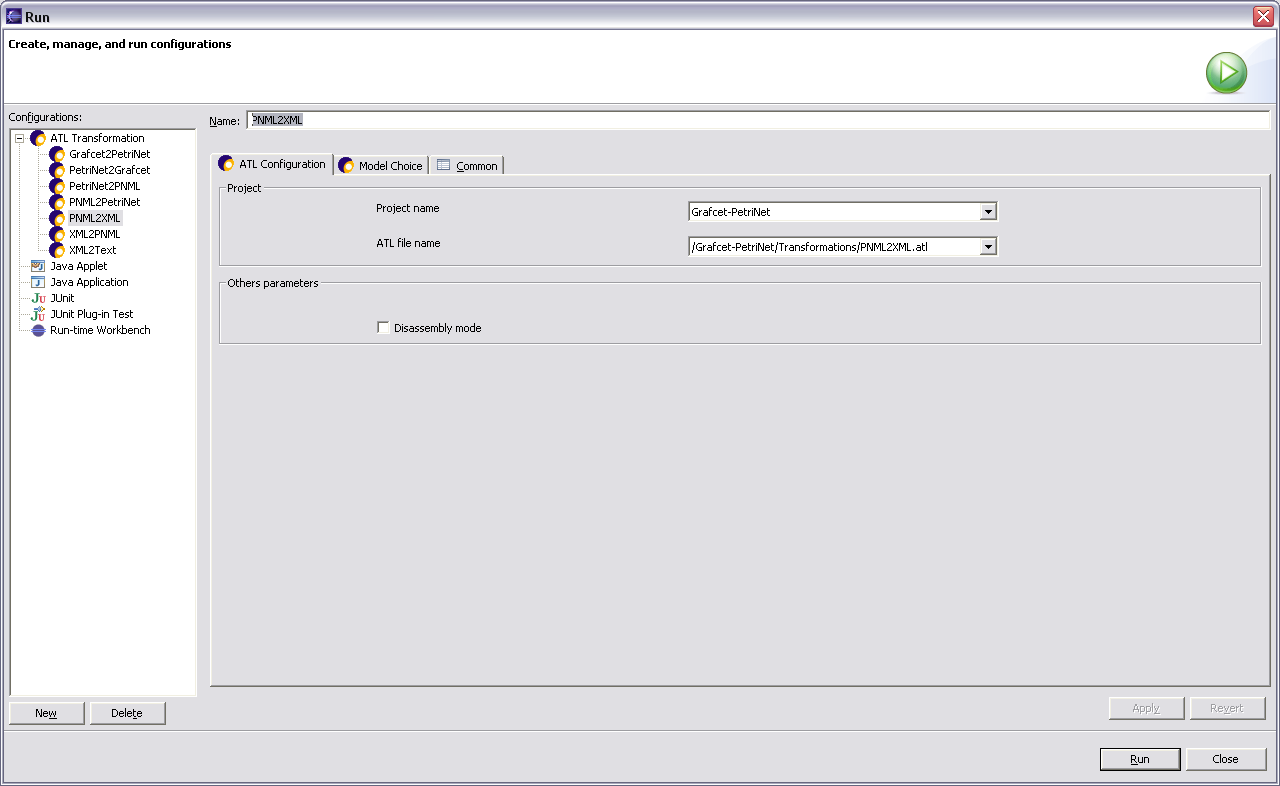 Run
Create, manage, and run configurations
Configurations:
ATL Transformation
Grafcet2PetriNet
PetriNet2Grafcet
PetriNet2PNML
PNML2PetriNet
PNML2XML
XML2PNML
XML2Text
Java Applet
Java Application
JUnit
JUnit Plug-in Test
Run-time Workbench
New Delete
Name: PNML2XML
ATL Configuration Model Choice Common
Project
Project name Grafcet-PetriNet
ATL file name /Grafcet-PetriNet/Transformations/PNML2XML.atl
Others parameters
Disassembly mode
Apply Revert
Run Close